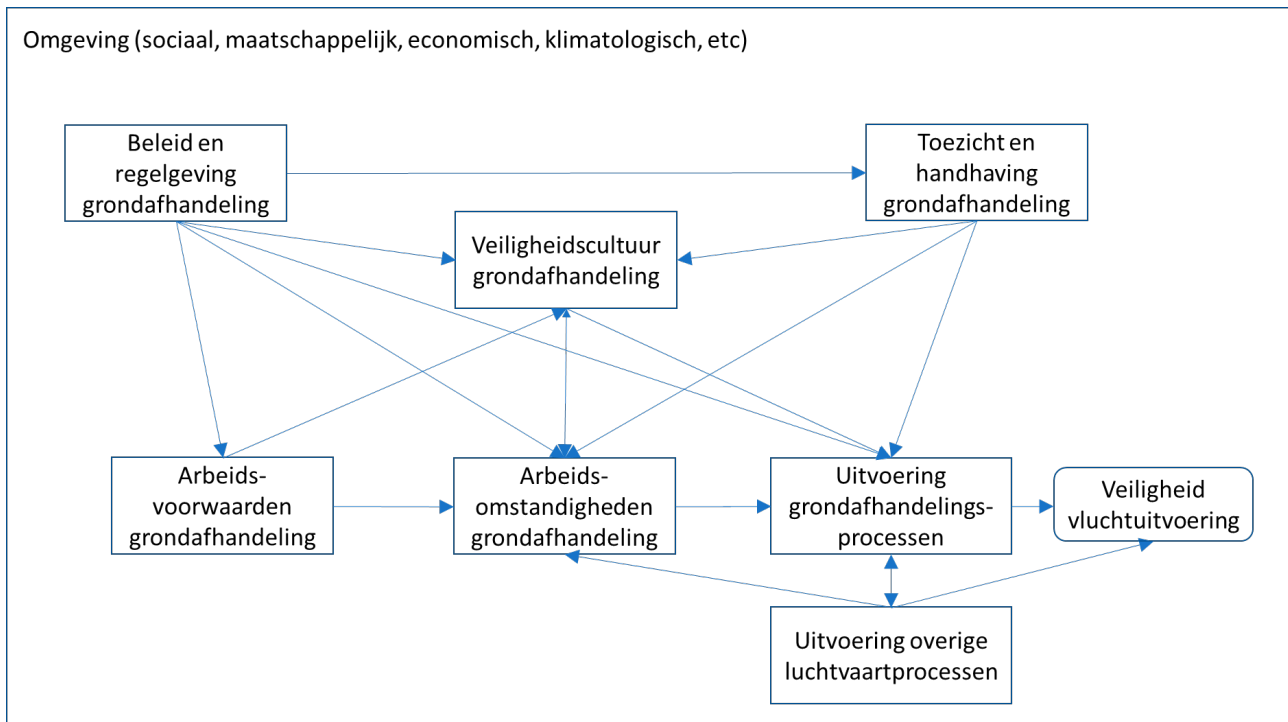 Omgeving (sociaal, maatschappelijk, economisch, klimatologisch, etc)
Beleid en
regelgeving
grondafhandeling
Toezicht en
handhaving
grondafhandeling
Veiligheidscultuur
grondafhandeling
Arbeids-
voorwaarden
grondafhandeling
Arbeids-
omstandigheden
grondafhandeling
Uitvoering
grondafhandelings-
processen
Veiligheid
vluchtuitvoering
Uitvoering overige
luchtvaartprocessen